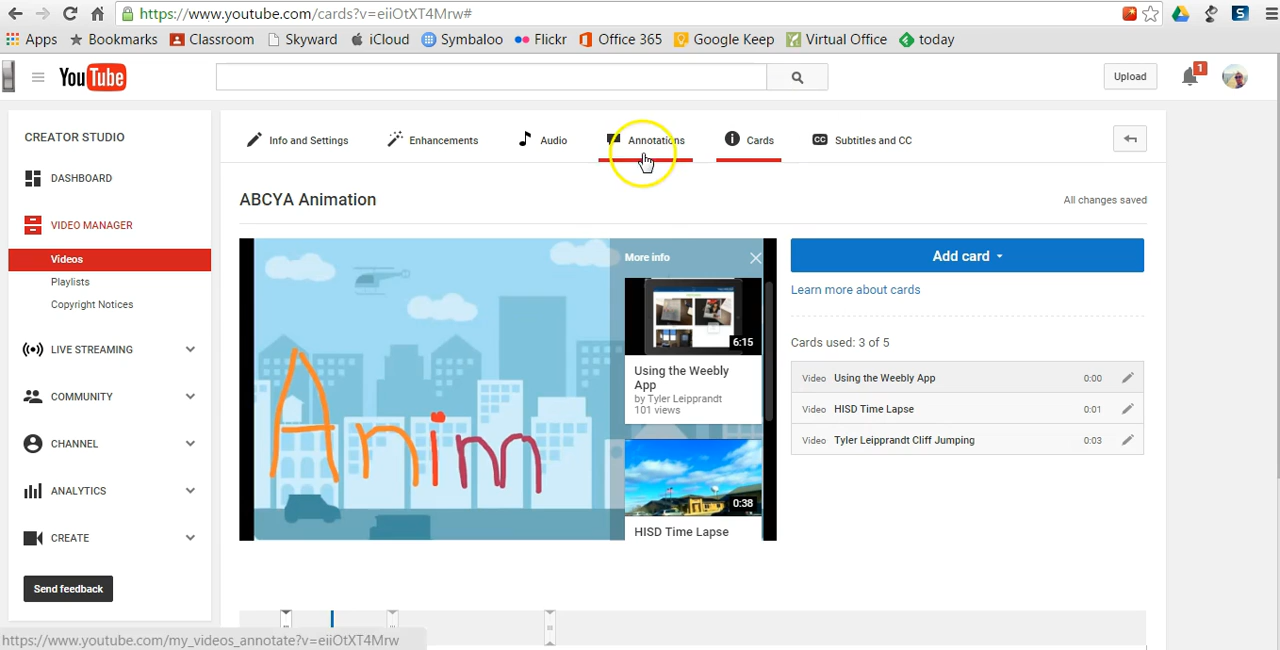 https://www.youtube.com/cards?v=eiiOtXT4Mrw#
Apps Bookmarks Classroom Skyward iCloud Symbaloo Flickr Office 365 Google Keep Virtual Office today
YouTube Upload 1
CREATOR STUDIO
DASHBOARD
VIDEO MANAGER
Videos
Playlists
Copyright Notices
LIVE STREAMING
COMMUNITY
CHANNEL
ANALYTICS
CREATE
Send feedback
Info and Settings Enhancements Audio Annotations Cards CC Subtitles and CC
ABCYA Animation All changes saved
Anim
More info
6:15
Using the Weebly
App
by Tyler Leipprandt
101 views
0:38
HISD Time Lapse
Add card
Learn more about cards
Cards used: 3 of 5
Video Using the Weebly App 0:00
Video HISD Time Lapse 0:01
Video Tyler Leipprandt Cliff Jumping 0:03
https://www.youtube.com/my_videos_annotate?v=eiiOtXT4Mrw